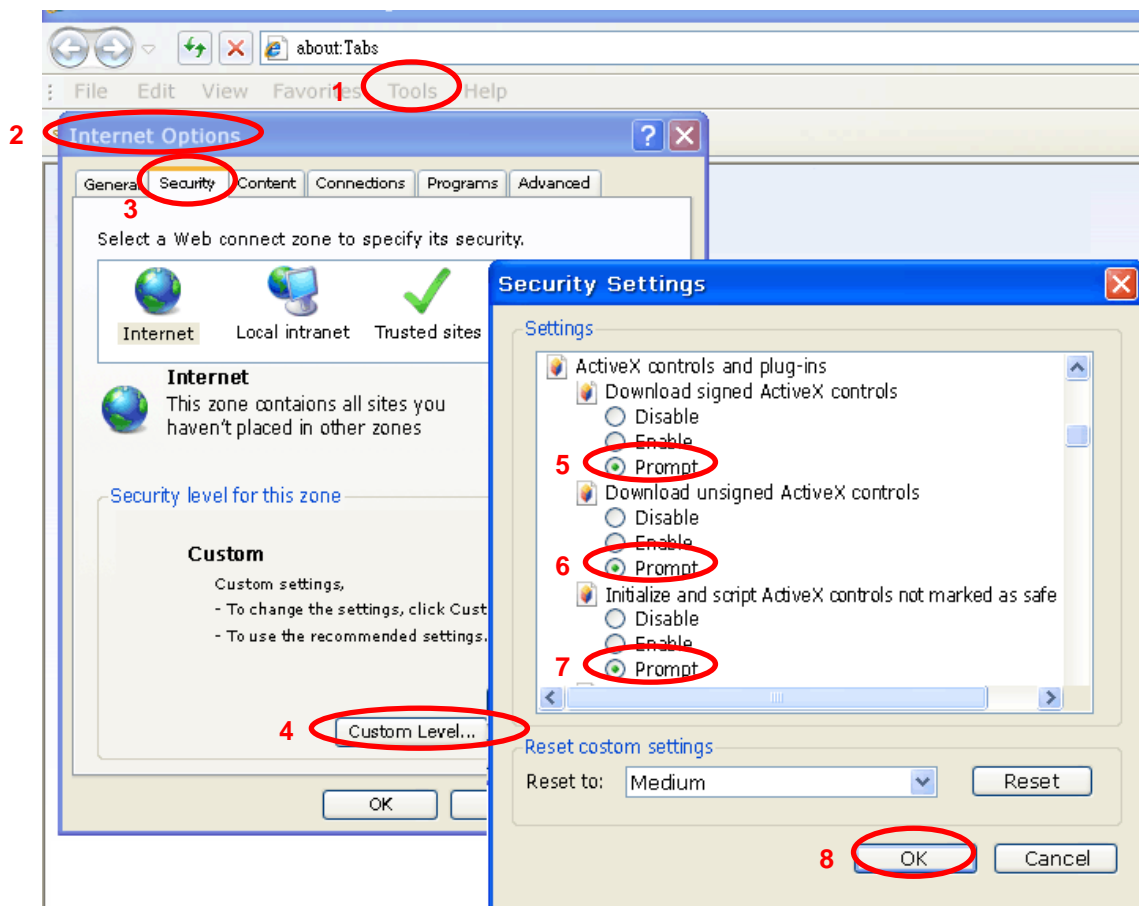 about:Tabs
File Edit View Favorites Tools Help
1
2
Internet Options
General Security Content Connections Programs Advanced
3
Select a Web connect zone to specify its security.
Internet Local intranet Trusted sites
Internet
This zone contaions all sites you
haven't placed in other zones
Security level for this zone
Custom
Custom settings,
- To change the settings, click Cust
- To use the recommended settings.
4
Custom Level...
OK
Security Settings
Settings
ActiveX controls and plug-ins
Download signed ActiveX controls
Disable
Enable
5
Prompt
Download unsigned ActiveX controls
Disable
Enable
6
Prompt
Initialize and script ActiveX controls not marked as safe
Disable
Enable
7
Prompt
Reset costom settings
Reset to: Medium Reset
8
OK Cancel